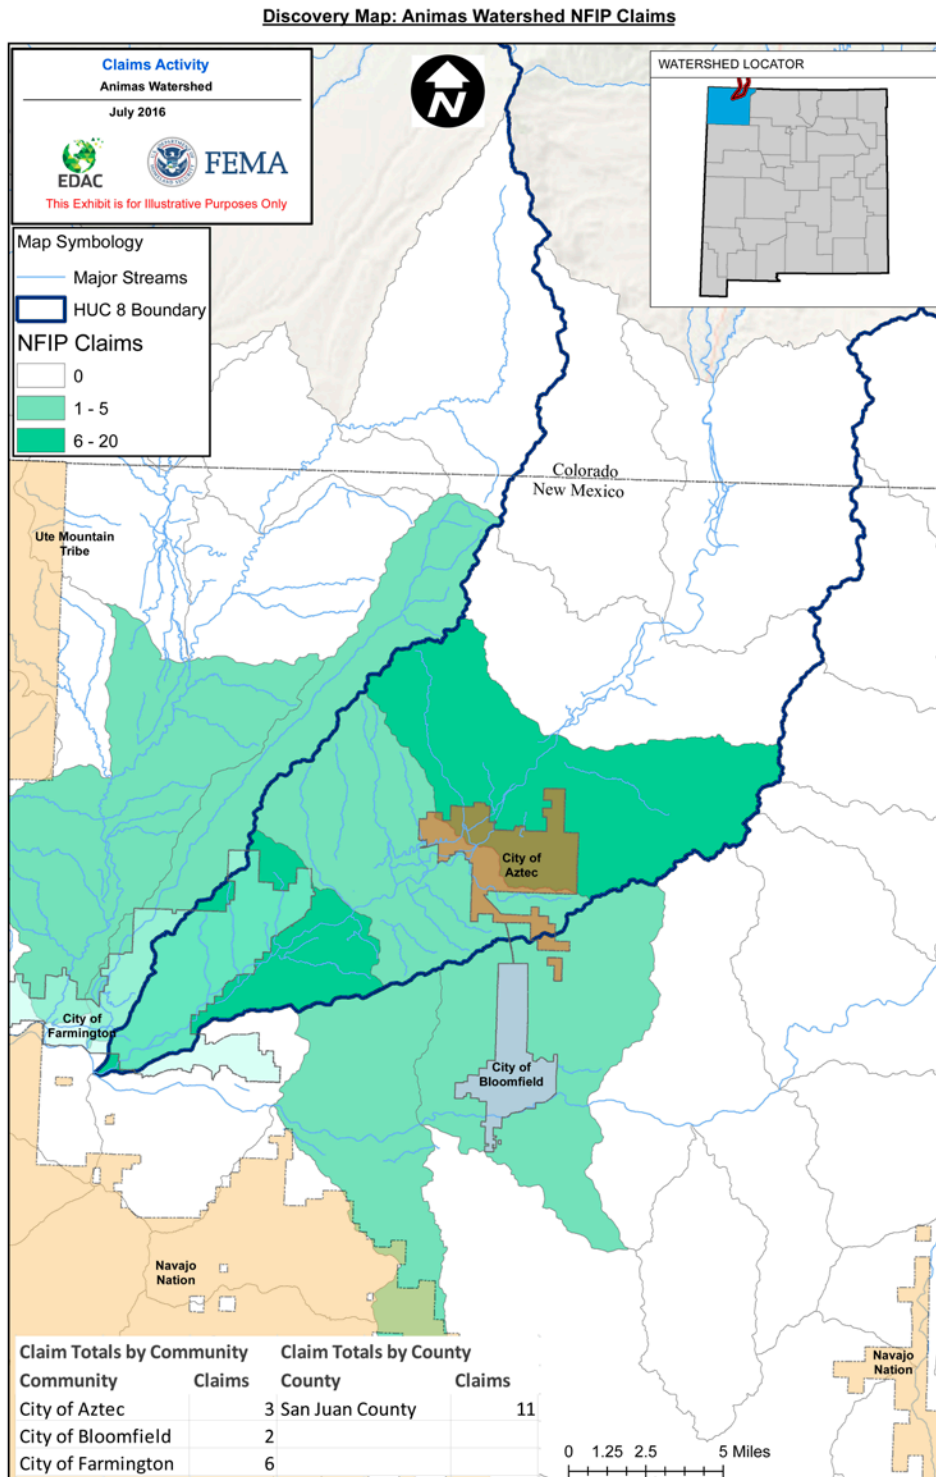 Discovery Map: Animas Watershed NFIP Claims
Claims Activity
Animas Watershed
July 2016
EDAC
U.S. DEPARTMENT OF HOMELAND SECURITY
FEMA
This Exhibit is for Illustrative Purposes Only
N
WATERSHED LOCATOR
Map Symbology
Major Streams
HUC 8 Boundary
NFIP Claims
0
1 - 5
6 - 20
Colorado
New Mexico
Ute Mountain
Tribe
City of
Aztec
City of
Farmington
City of
Bloomfield
Navajo
Nation
Navajo
Nation
Claim Totals by Community Claim Totals by County
Community Claims County Claims
City of Aztec 3 San Juan County 11
City of Bloomfield 2
City of Farmington 6
0 1.25 2.5 5 Miles